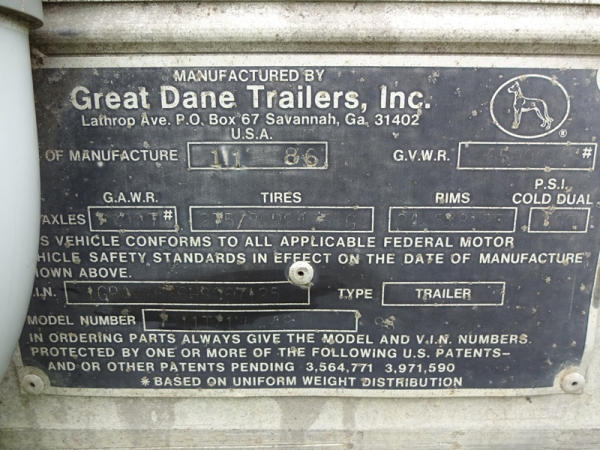 MANUFACTURED BY
Great Dane Trailers, Inc.
Lathrop Ave. P.O. Box 67 Savannah, Ga. 31402
U.S.A.
OF MANUFACTURE 11 86 G.V.W.R. #
®
P.S.I.
G.A.W.R. TIRES RIMS COLD DUAL
AXLES #
VEHICLE CONFORMS TO ALL APPLICABLE FEDERAL MOTOR
SAFETY STANDARDS IN EFFECT ON THE DATE OF MANUFACTURE
ABOVE.
TYPE TRAILER
MODEL NUMBER
IN ORDERING PARTS ALWAYS GIVE THE MODEL AND V.I.N. NUMBERS.
PROTECTED BY ONE OR MORE OF THE FOLLOWING U.S. PATENTS—
AND OR OTHER PATENTS PENDING 3,564,771 3,971,590
*BASED ON UNIFORM WEIGHT DISTRIBUTION